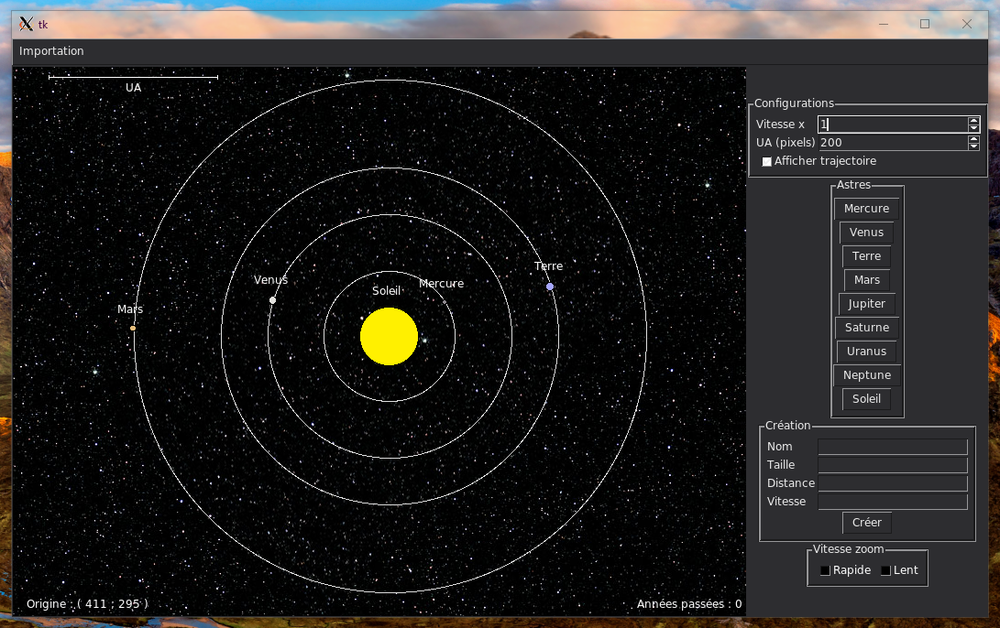 tk
Importation
UA
Soleil
Mercure
Venus
Terre
Mars
Origine : ( 411 ; 295 )
Années passées : 0
Configurations
Vitesse x 1
UA (pixels) 200
Afficher trajectoire
Astres
Mercure
Venus
Terre
Mars
Jupiter
Saturne
Uranus
Neptune
Soleil
Création
Nom
Taille
Distance
Vitesse
Créer
Vitesse zoom
Rapide Lent